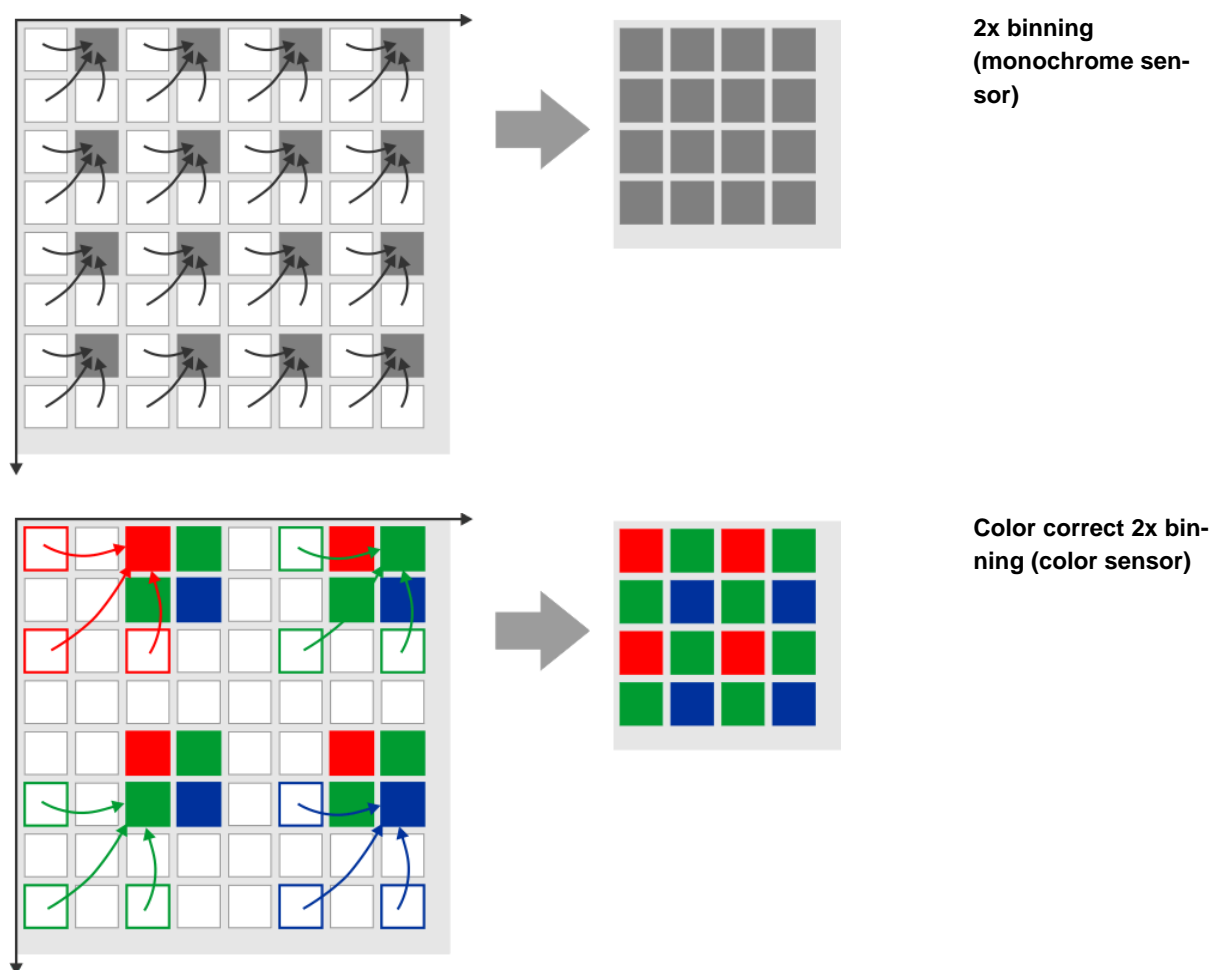 2x binning
(monochrome sen-
sor)
Color correct 2x bin-
ning (color sensor)